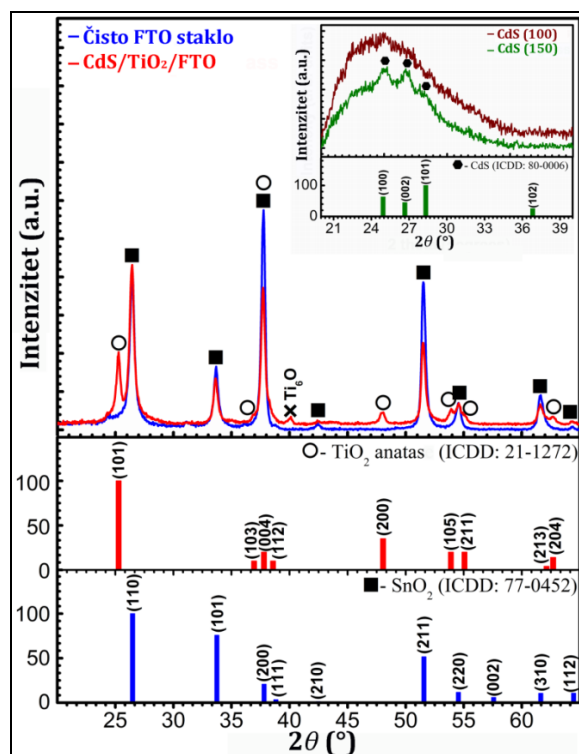 Čisto FTO staklo
CdS/TiO₂/FTO
Intenzitet (a.u.)
Ti₆O
CdS (100)
CdS (150)
Intenzitet (a.u.)
- CdS (ICDD: 80-0006)
100
50
0
(100)
(002)
(101)
(102)
21 24 27 30 33 36 39
2θ (°)
O - TiO₂ anatas (ICDD: 21-1272)
100
50
0
(101)
(103)
(004)
(112)
(200)
(105)
(211)
(213)
(204)
■ - SnO₂ (ICDD: 77-0452)
100
50
0
(110)
(101)
(200)
(111)
(210)
(211)
(220)
(002)
(310)
(112)
25 30 35 40 45 50 55 60
2θ (°)